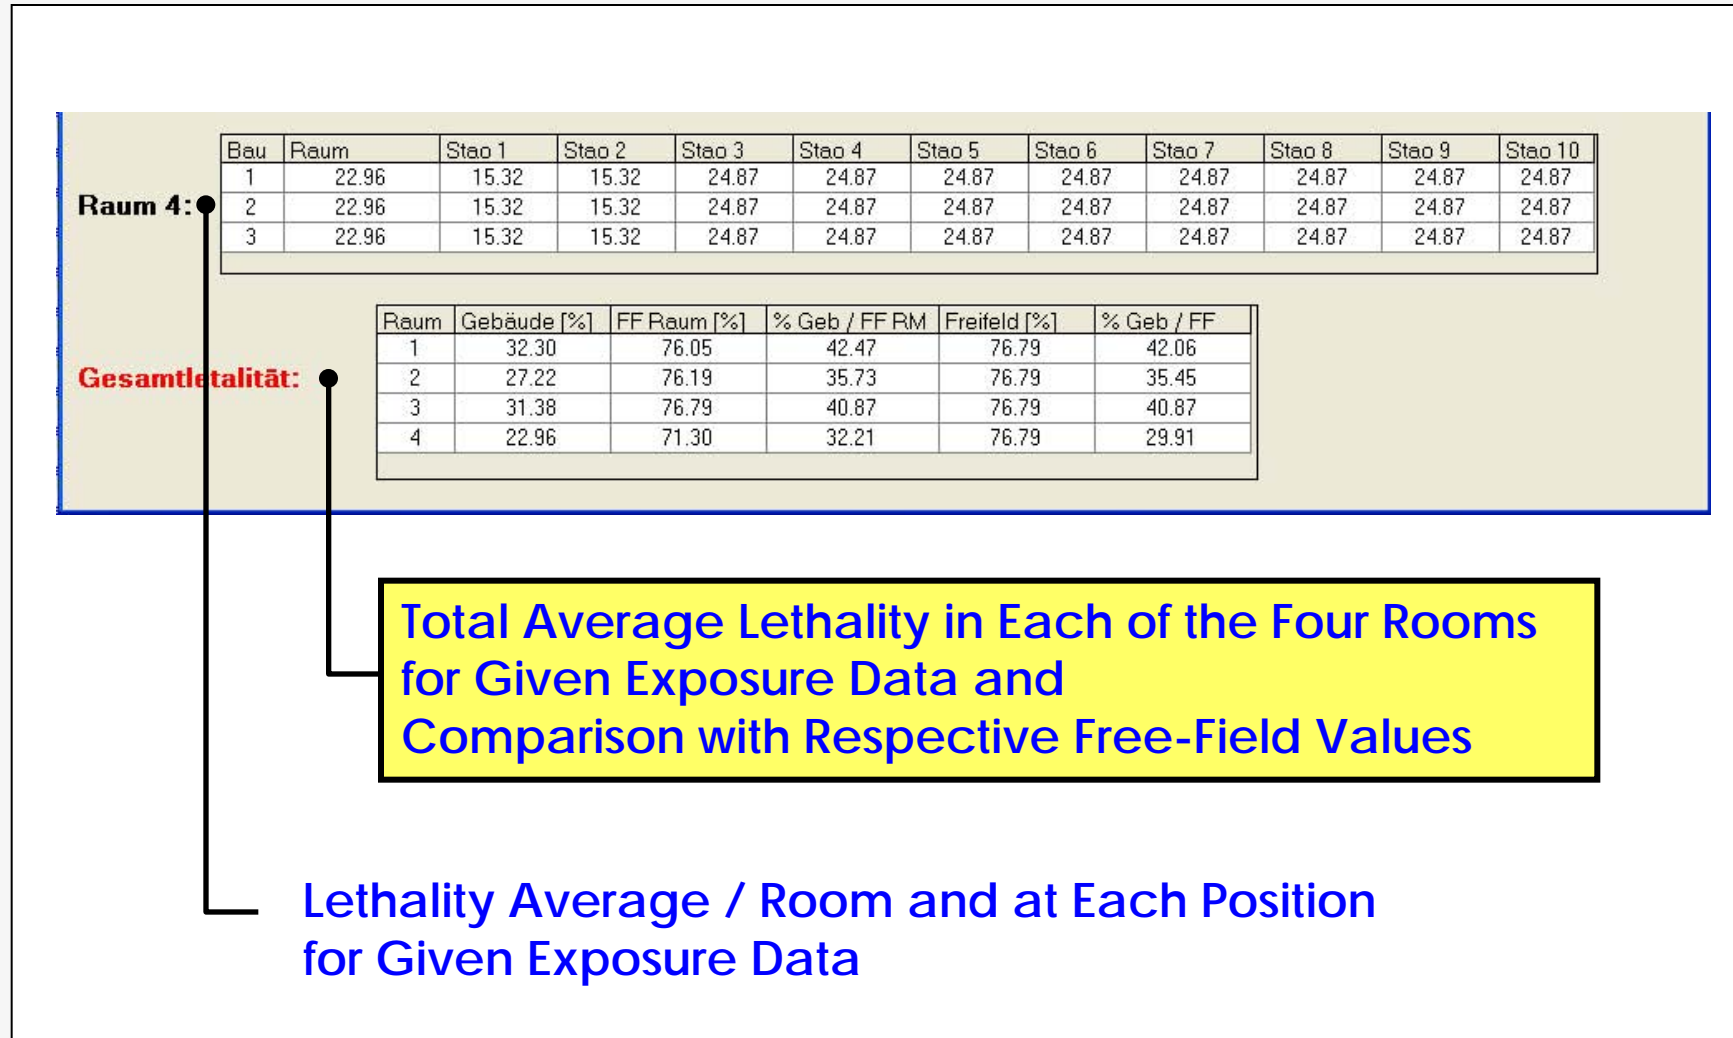 Bau Raum Stao 1 Stao 2 Stao 3 Stao 4 Stao 5 Stao 6 Stao 7 Stao 8 Stao 9 Stao 10
1 22.96 15.32 15.32 24.87 24.87 24.87 24.87 24.87 24.87 24.87 24.87
Raum 4: 2 22.96 15.32 15.32 24.87 24.87 24.87 24.87 24.87 24.87 24.87 24.87
3 22.96 15.32 15.32 24.87 24.87 24.87 24.87 24.87 24.87 24.87 24.87
Raum Gebäude [%] FF Raum [%] % Geb / FF RM Freifeld [%] % Geb / FF
1 32.30 76.05 42.47 76.79 42.06
Gesamtletalität: 2 27.22 76.19 35.73 76.79 35.45
3 31.38 76.79 40.87 76.79 40.87
4 22.96 71.30 32.21 76.79 29.91
Total Average Lethality in Each of the Four Rooms
for Given Exposure Data and
Comparison with Respective Free-Field Values
Lethality Average / Room and at Each Position
for Given Exposure Data